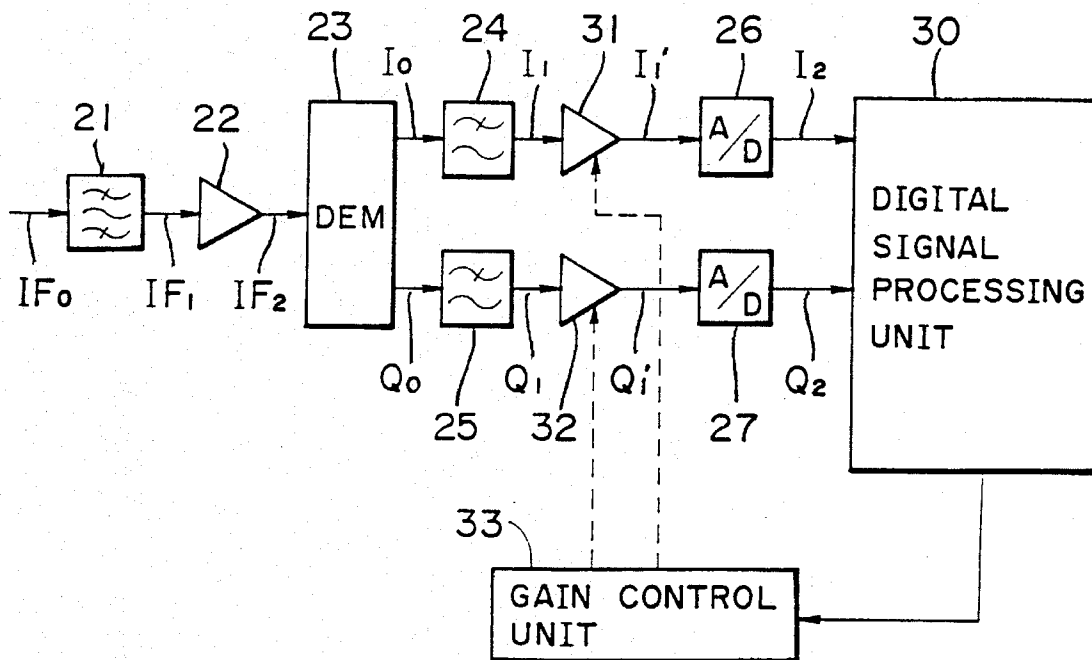 23 24 31 26 30
I0 I1 I1' I2
21 22
A/D
DEM
DIGITAL
SIGNAL
PROCESSING
UNIT
IF0 IF1 IF2
A/D
Q0 Q1 Q1' Q2
25 32 27
33
GAIN CONTROL
UNIT